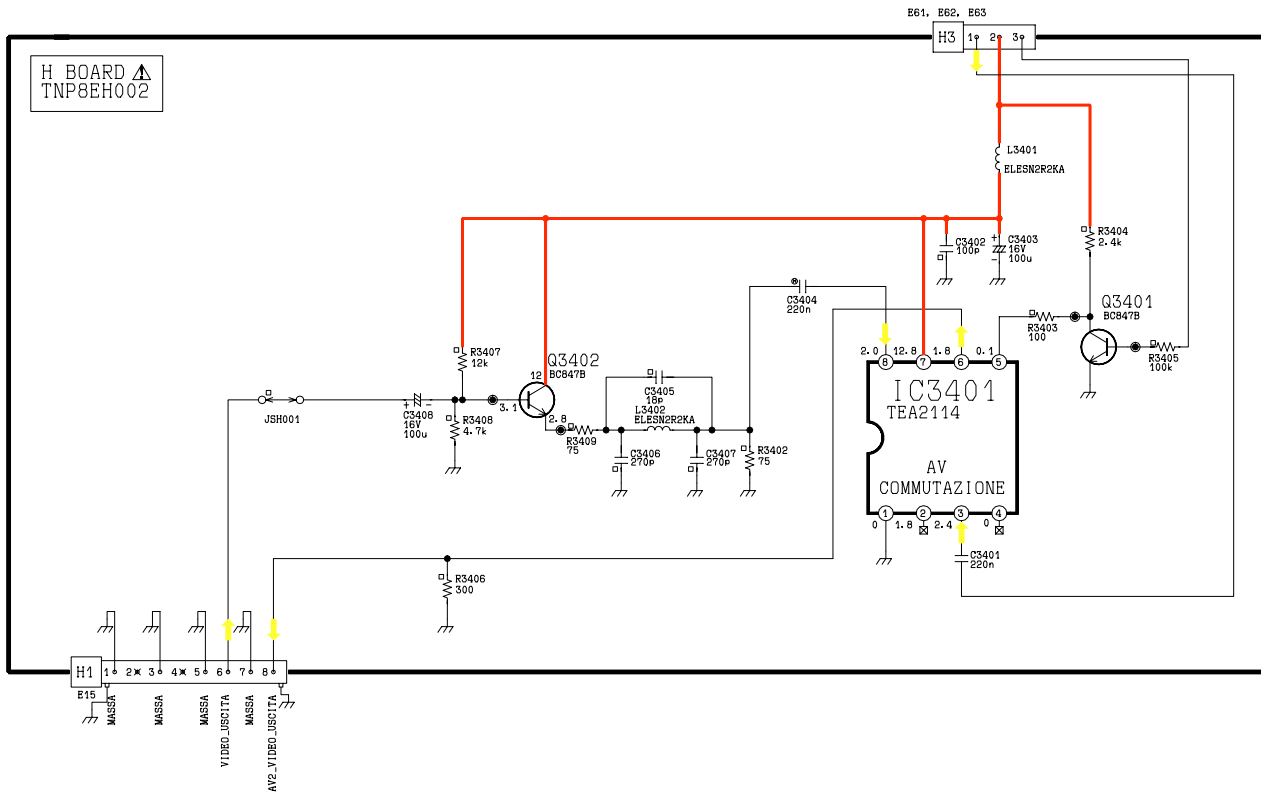 E61, E62, E63
H3 1 2 3
H BOARD
TNP8EH002
L3401
ELESN2R2KA
C3402
100p
+ C3403
16V
- 100u
R3404
2.4k
C3404
220n
Q3401
BC847B
R3403
100
R3405
100k
2.0 12.8 1.8 0.1
8 7 6 5
IC3401
TEA2114
AV
COMMUTAZIONE
1 2 3 4
0 1.8 2.4 0
C3401
220n
R3407
12k
Q3402
BC847B
12
3.1
2.8
JSH001
+ -
C3408
16V
100u
R3408
4.7k
R3409
75
C3405
18p
L3402
ELESN2R2KA
C3406
270p
C3407
270p
R3402
75
R3406
300
H1 1 2 3 4 5 6 7 8
E15
MASSA
MASSA
MASSA
VIDEO_USCITA
MASSA
AV2_VIDEO_USCITA